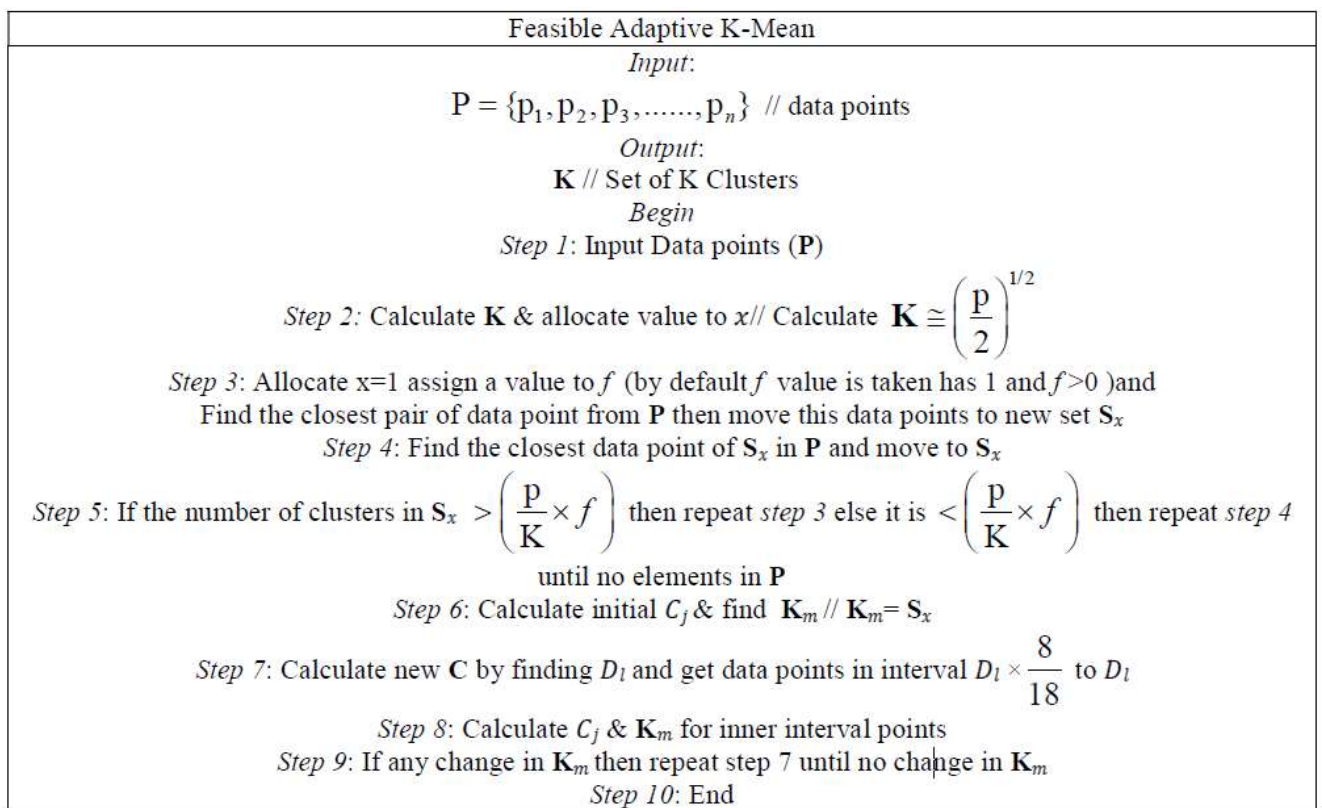 Feasible Adaptive K-Mean
Input:
P = {p₁, p₂, p₃, ......, pₙ} // data points
Output:
K // Set of K Clusters
Begin
Step 1: Input Data points (P)
Step 2: Calculate K & allocate value to x// Calculate K ≅ (p/2)^1/2
Step 3: Allocate x=1 assign a value to f (by default f value is taken has 1 and f>0 )and
Find the closest pair of data point from P then move this data points to new set Sₓ
Step 4: Find the closest data point of Sₓ in P and move to Sₓ
Step 5: If the number of clusters in Sₓ > (p/K × f) then repeat step 3 else it is < (p/K × f) then repeat step 4
until no elements in P
Step 6: Calculate initial Cⱼ & find Kₘ // Kₘ= Sₓ
Step 7: Calculate new C by finding Dₗ and get data points in interval Dₗ × 8/18 to Dₗ
Step 8: Calculate Cⱼ & Kₘ for inner interval points
Step 9: If any change in Kₘ then repeat step 7 until no change in Kₘ
Step 10: End